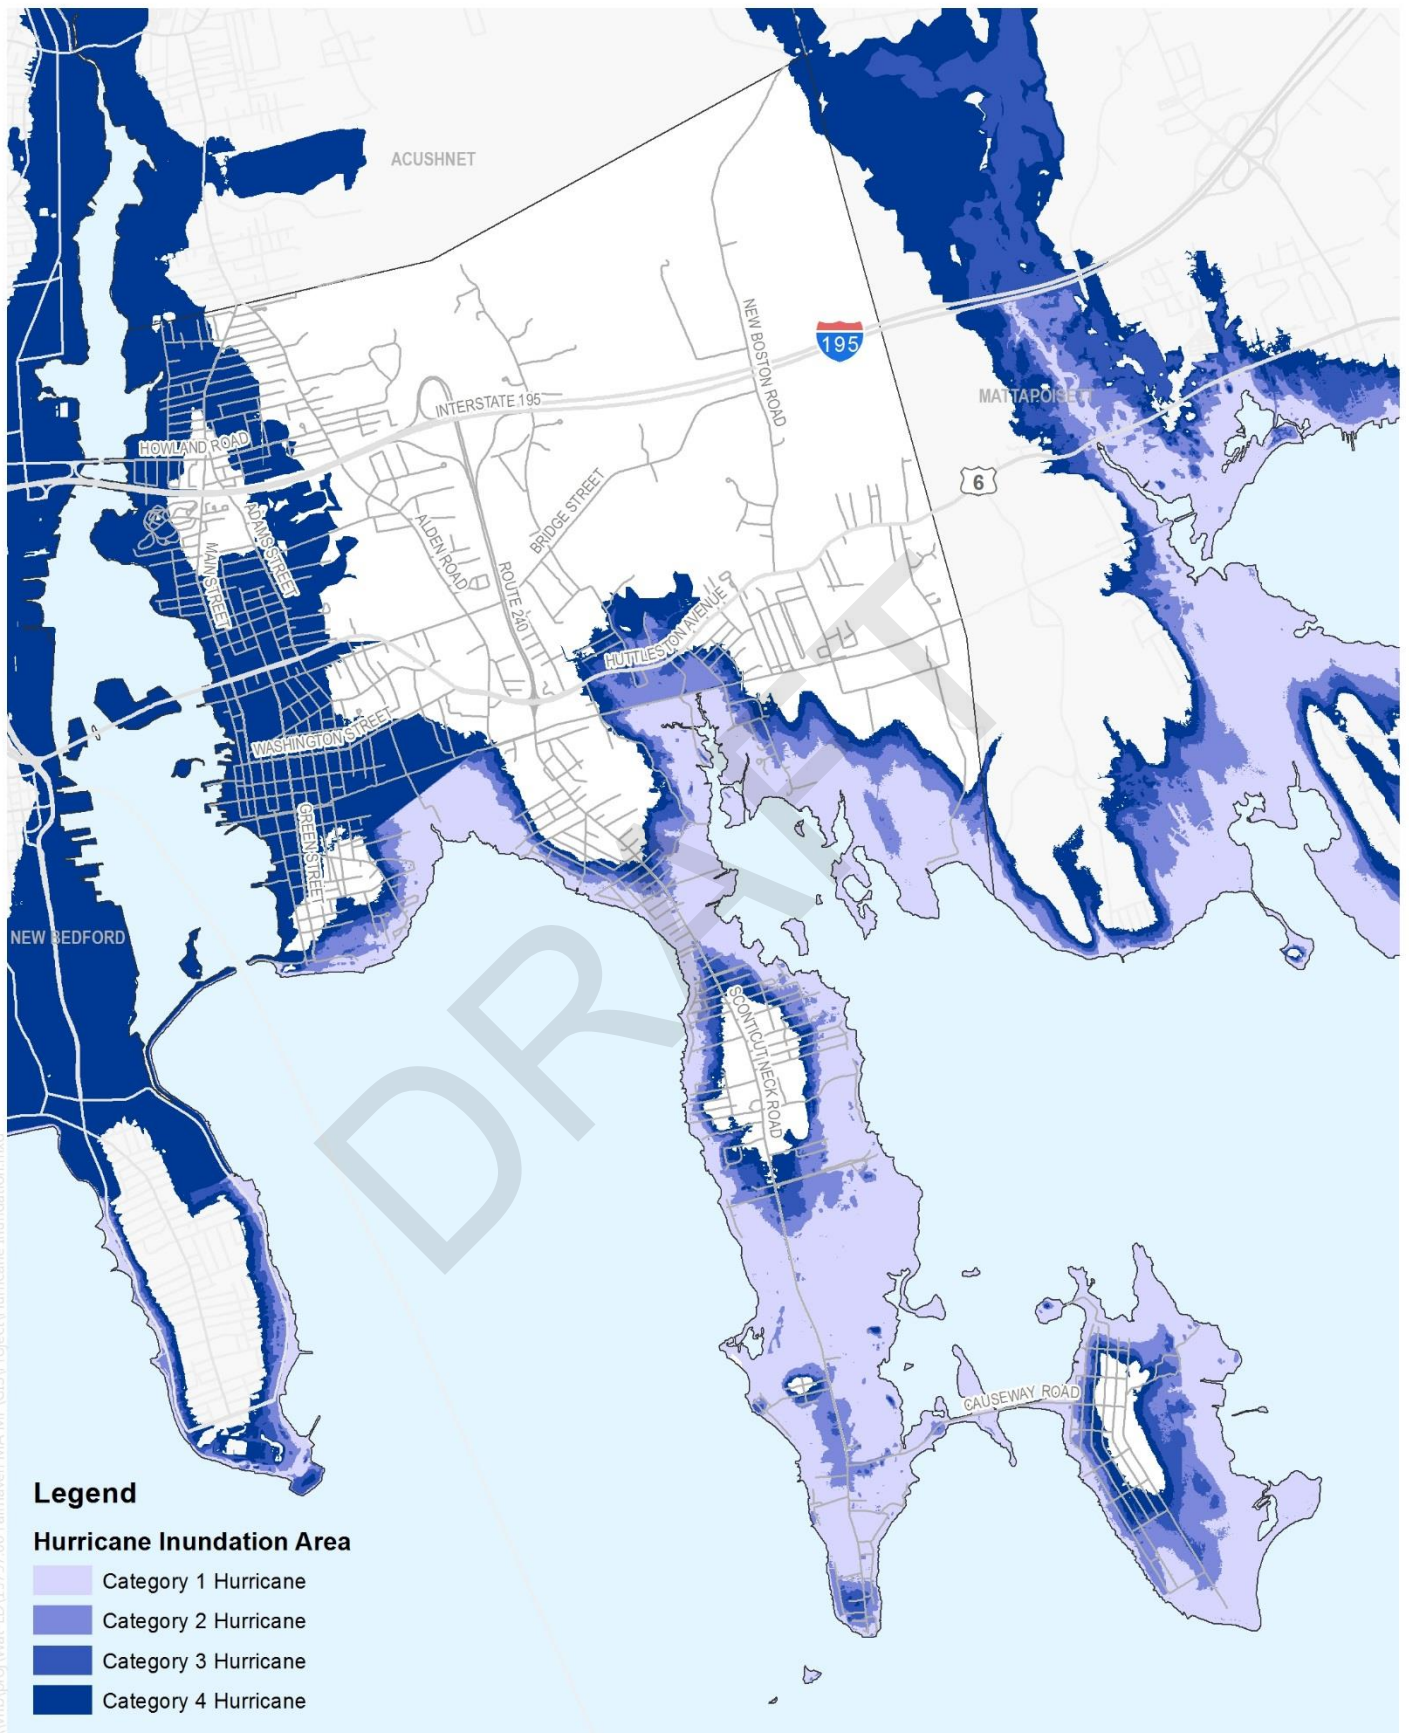 ACUSHNET
NEW BOSTON ROAD
195
INTERSTATE 195
MATTAPOISETT
HOWLAND ROAD
6
ADAMS STREET
MAIN STREET
ALDEN ROAD
BRIDGE STREET
ROUTE 240
HUTTLESTON AVENUE
WASHINGTON STREET
GREEN STREET
NEW BEDFORD
DRAFT
SCONTICUT NECK ROAD
CAUSEWAY ROAD
Legend
Hurricane Inundation Area
Category 1 Hurricane
Category 2 Hurricane
Category 3 Hurricane
Category 4 Hurricane